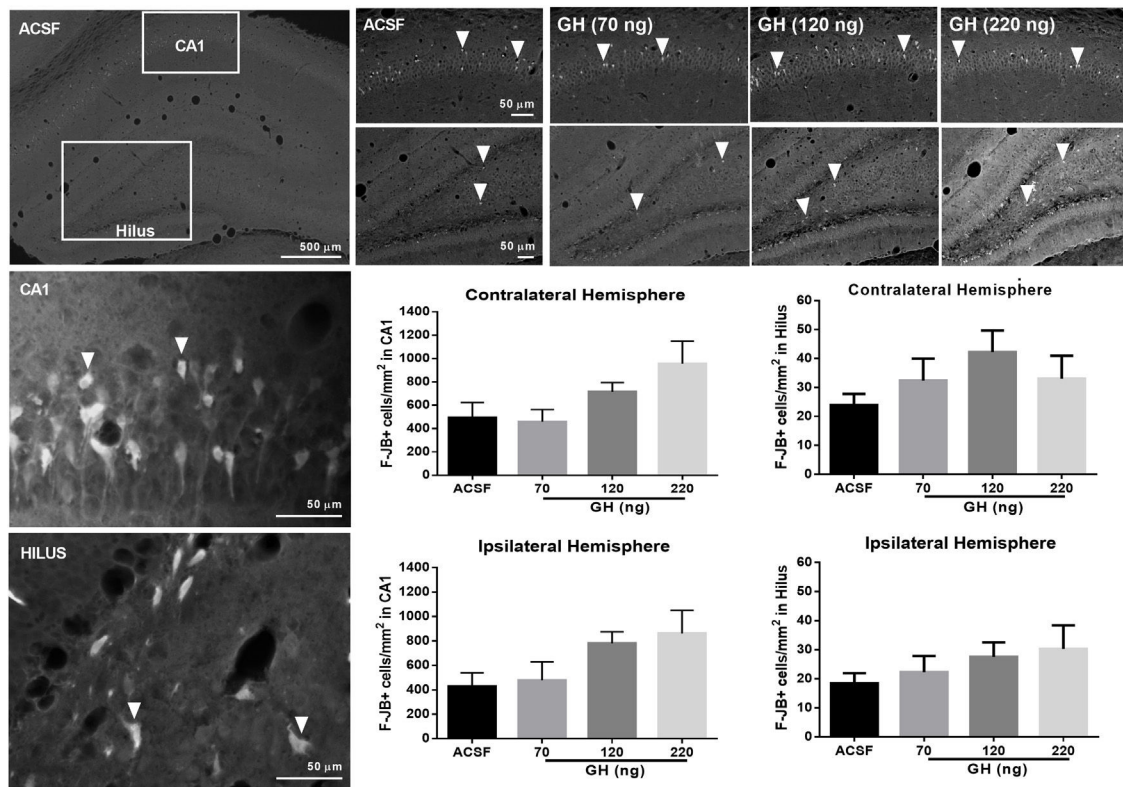 ACSF
CA1
Hilus
500 μm
ACSF
GH (70 ng)
GH (120 ng)
GH (220 ng)
50 μm
50 μm
CA1
50 μm
HILUS
50 μm
Contralateral Hemisphere
F-JB+ cells/mm² in CA1
1400
1200
1000
800
600
400
200
0
ACSF
70
120
220
GH (ng)
Contralateral Hemisphere
F-JB+ cells/mm² in Hilus
60
50
40
30
20
10
0
ACSF
70
120
220
GH (ng)
Ipsilateral Hemisphere
F-JB+ cells/mm² in CA1
1400
1200
1000
800
600
400
200
0
ACSF
70
120
220
GH (ng)
Ipsilateral Hemisphere
F-JB+ cells/mm² in Hilus
60
50
40
30
20
10
0
ACSF
70
120
220
GH (ng)